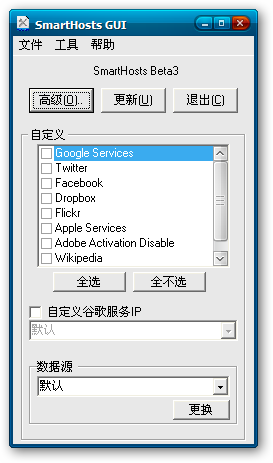 SmartHosts GUI
文件 工具 帮助
SmartHosts Beta3
高级(O).. 更新(U) 退出(C)
自定义
Google Services
Twitter
Facebook
Dropbox
Flickr
Apple Services
Adobe Activation Disable
Wikipedia
全选 全不选
自定义谷歌服务IP
默认
数据源
默认
更换